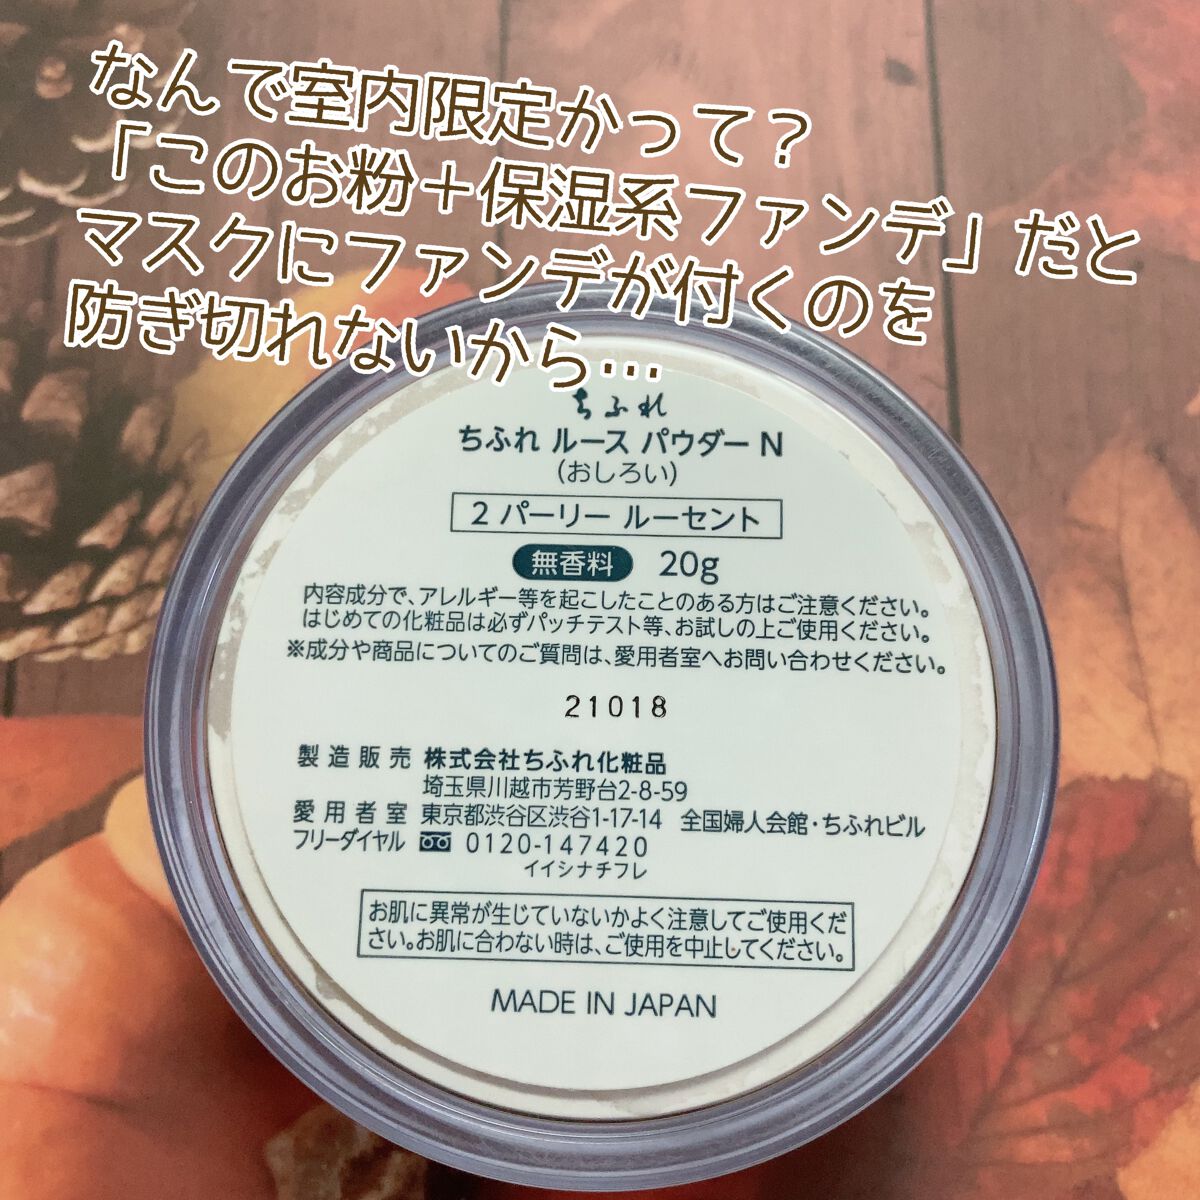 なんで室内限定かって？
「このお粉＋保湿系ファンデ」だと
マスクにファンデが付くのを
防ぎ切れないから…
ちふれ
ちふれ ルース パウダー N
(おしろい)
2 パーリー ルーセント
無香料 20g
内容成分で、アレルギー等を起こしたことのある方はご注意ください。
はじめての化粧品は必ずパッチテスト等、お試しの上ご使用ください。
※成分や商品についてのご質問は、愛用者室へお問い合わせください。
21018
製造販売 株式会社ちふれ化粧品
埼玉県川越市芳野台2-8-59
愛用者室 東京都渋谷区渋谷1-17-14 全国婦人会館・ちふれビル
フリーダイヤル 0120-147420
イイシナチフレ
お肌に異常が生じていないかよく注意してご使用くだ
さい。お肌に合わない時は、ご使用を中止してください。
MADE IN JAPAN